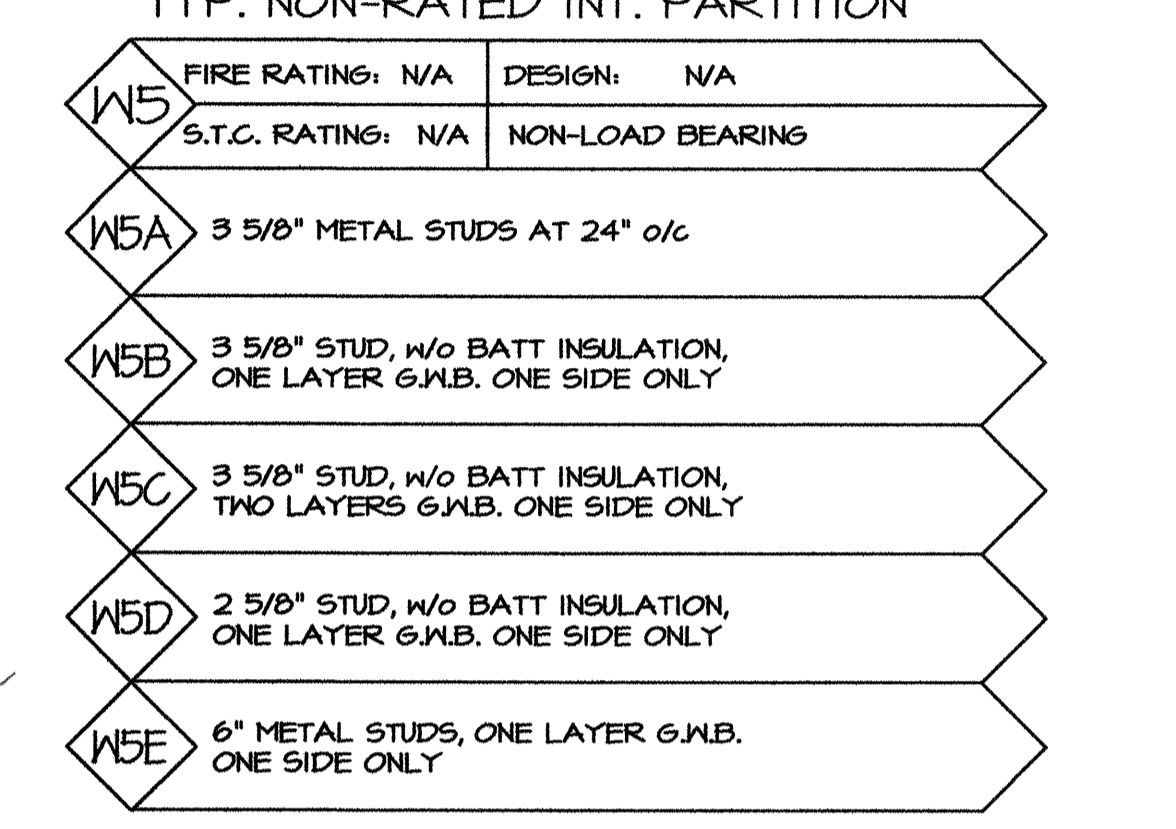 TYP. NON-RATED INT. PARTITION
W5
FIRE RATING: N/A
DESIGN: N/A
S.T.C. RATING: N/A
NON-LOAD BEARING
W5A
3 5/8" METAL STUDS AT 24" o/c
W5B
3 5/8" STUD, w/o BATT INSULATION,
ONE LAYER G.W.B. ONE SIDE ONLY
W5C
3 5/8" STUD, w/o BATT INSULATION,
TWO LAYERS G.W.B. ONE SIDE ONLY
W5D
2 5/8" STUD, w/o BATT INSULATION,
ONE LAYER G.W.B. ONE SIDE ONLY
W5E
6" METAL STUDS, ONE LAYER G.W.B.
ONE SIDE ONLY